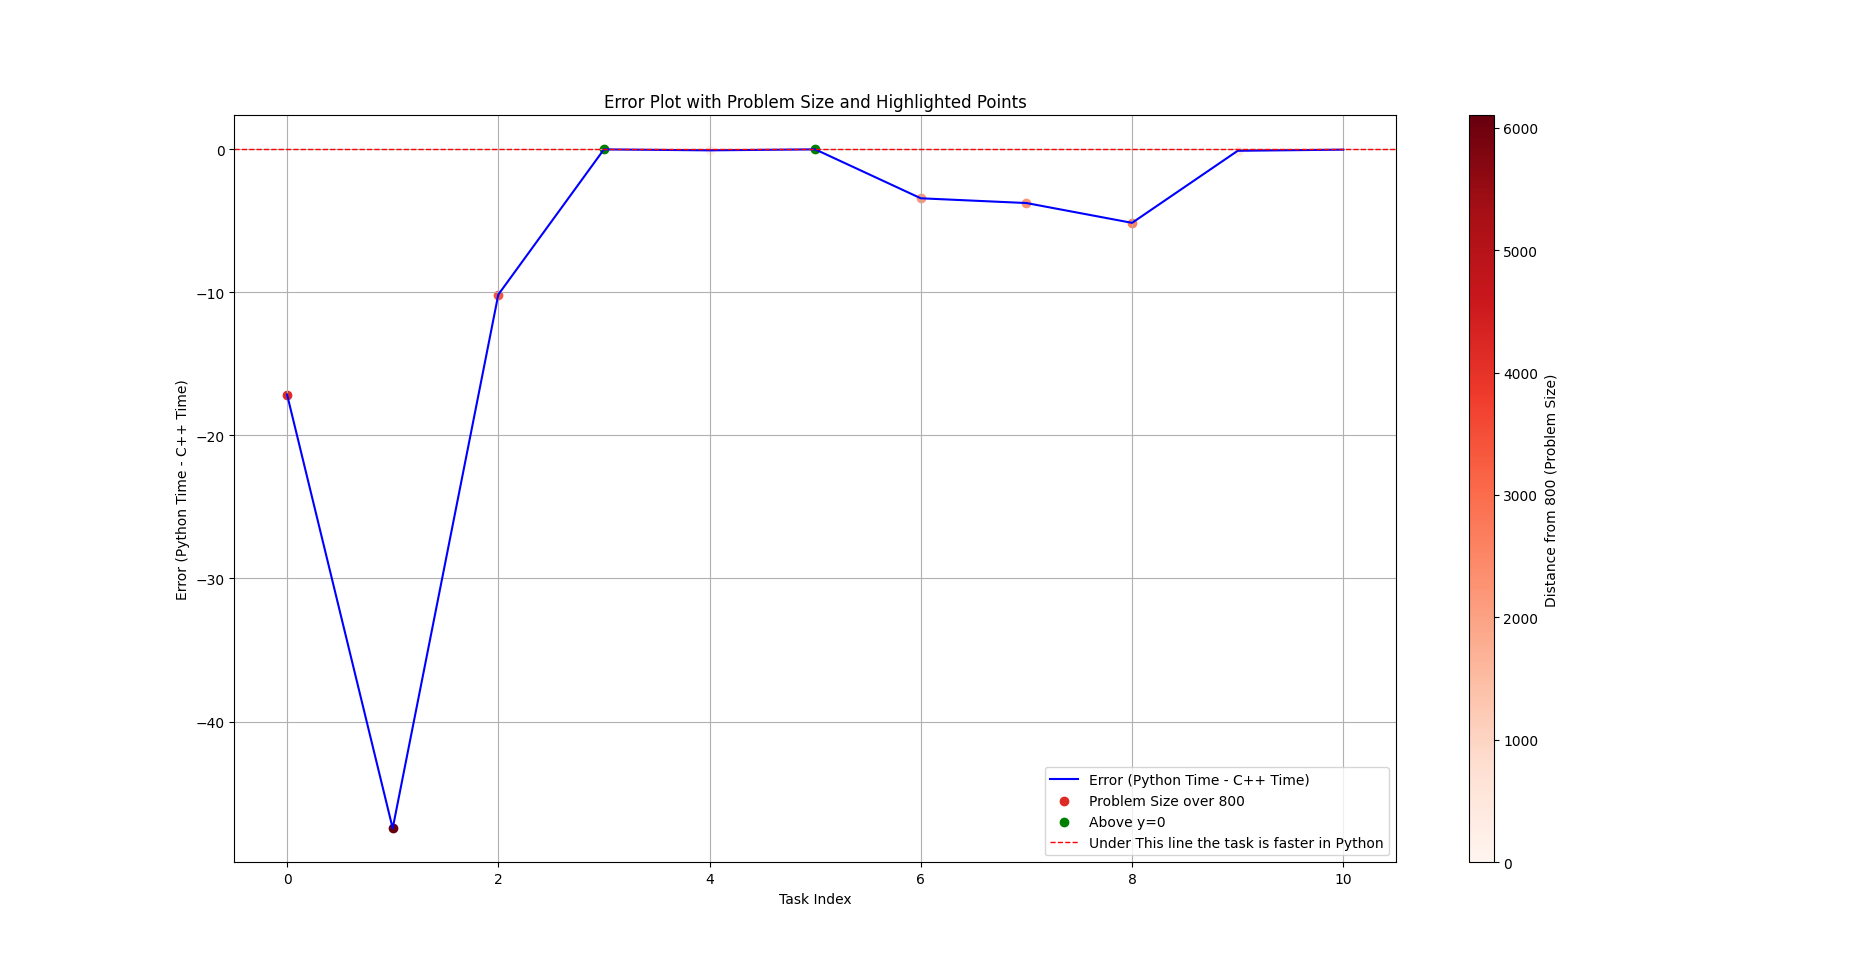 Error Plot with Problem Size and Highlighted Points
Error (Python Time - C++ Time)
0
−10
−20
−30
−40
0
2
4
6
8
10
Task Index
Error (Python Time - C++ Time)
Problem Size over 800
Above y=0
Under This line the task is faster in Python
6000
5000
4000
3000
2000
1000
0
Distance from 800 (Problem Size)